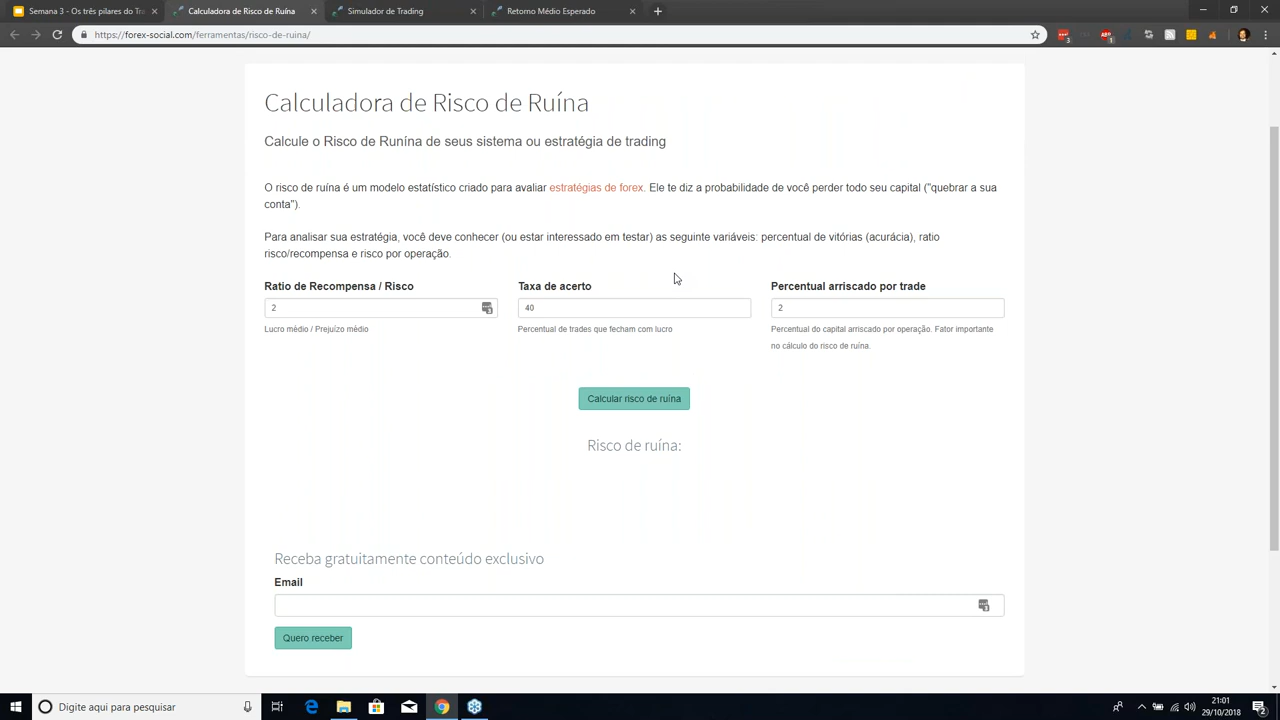 Semana 3 - Os três pilares do Tra
Calculadora de Risco de Ruína
Simulador de Trading
Retorno Médio Esperado
https://forex-social.com/ferramentas/risco-de-ruina/
Calculadora de Risco de Ruína
Calcule o Risco de Runína de seus sistema ou estratégia de trading
O risco de ruína é um modelo estatístico criado para avaliar estratégias de forex. Ele te diz a probabilidade de você perder todo seu capital ("quebrar a sua
conta").
Para analisar sua estratégia, você deve conhecer (ou estar interessado em testar) as seguinte variáveis: percentual de vitórias (acurácia), ratio
risco/recompensa e risco por operação.
Ratio de Recompensa / Risco
Taxa de acerto
Percentual arriscado por trade
2
40
2
Lucro médio / Prejuízo médio
Percentual de trades que fecham com lucro
Percentual do capital arriscado por operação. Fator importante
no cálculo do risco de ruína.
Calcular risco de ruína
Risco de ruína:
Receba gratuitamente conteúdo exclusivo
Email
Quero receber
Digite aqui para pesquisar
21:01
29/10/2018